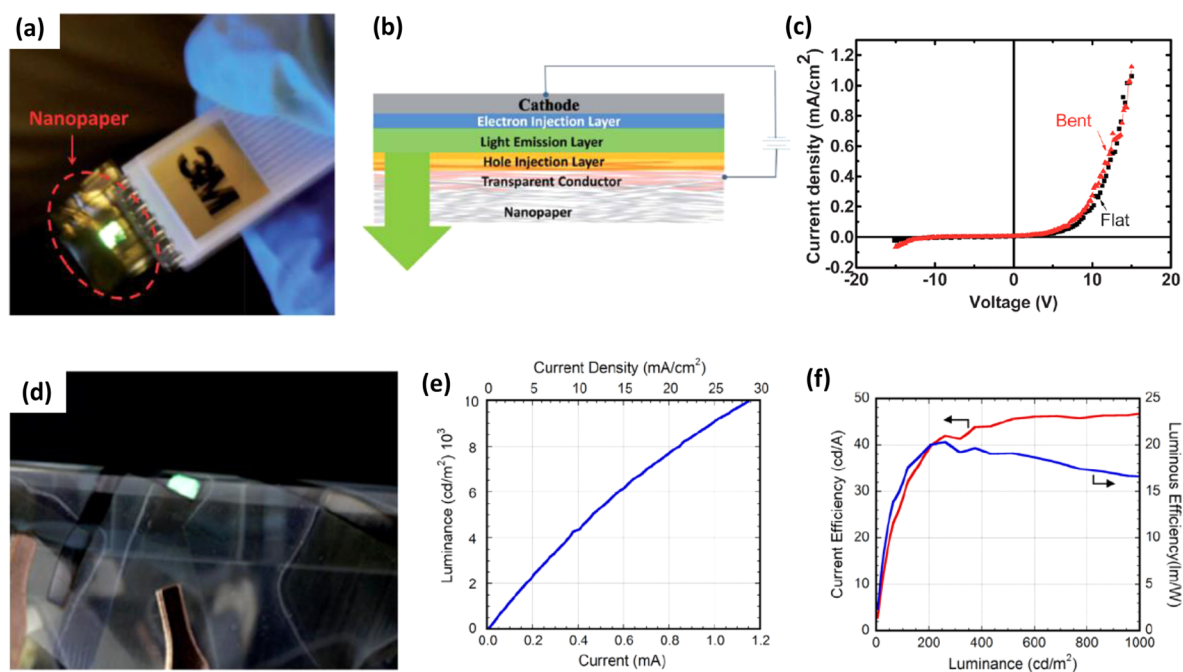 (a)
Nanopaper
3M
(b)
Cathode
Electron Injection Layer
Light Emission Layer
Hole Injection Layer
Transparent Conductor
Nanopaper
(c)
Current density (mA/cm²)
1.2
1.0
0.8
0.6
0.4
0.2
0.0
-0.2
Bent
Flat
-20
-10
0
10
20
Voltage (V)
(d)
(e)
Current Density (mA/cm²)
0 5 10 15 20 25 30
Luminance (cd/m²) 10³
10
8
6
4
2
0
0.0 0.2 0.4 0.6 0.8 1.0 1.2
Current (mA)
(f)
Current Efficiency (cd/A)
50
40
30
20
10
0
25
20
15
10
5
0
Luminous Efficiency(lm/W)
0 200 400 600 800 1000
Luminance (cd/m²)